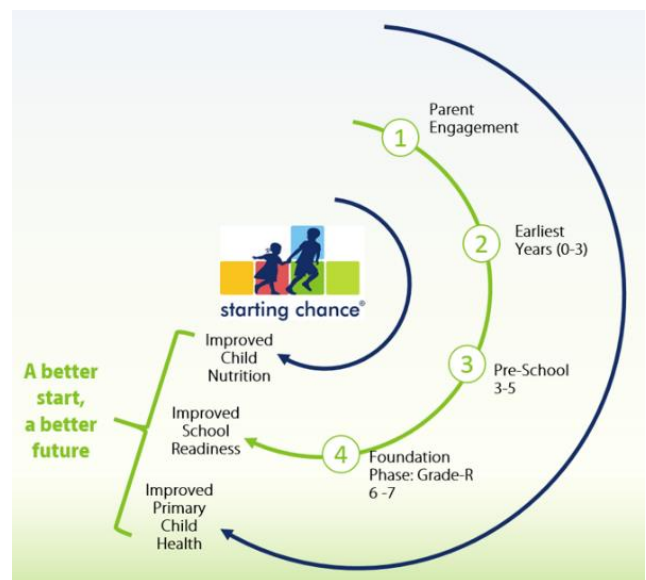 1
Parent
Engagement
2
Earliest
Years (0-3)
starting chance®
3
Pre-School
3-5
4
Foundation
Phase: Grade-R
6 -7
Improved
Child
Nutrition
Improved
School
Readiness
Improved
Primary
Child
Health
A better
start,
a better
future